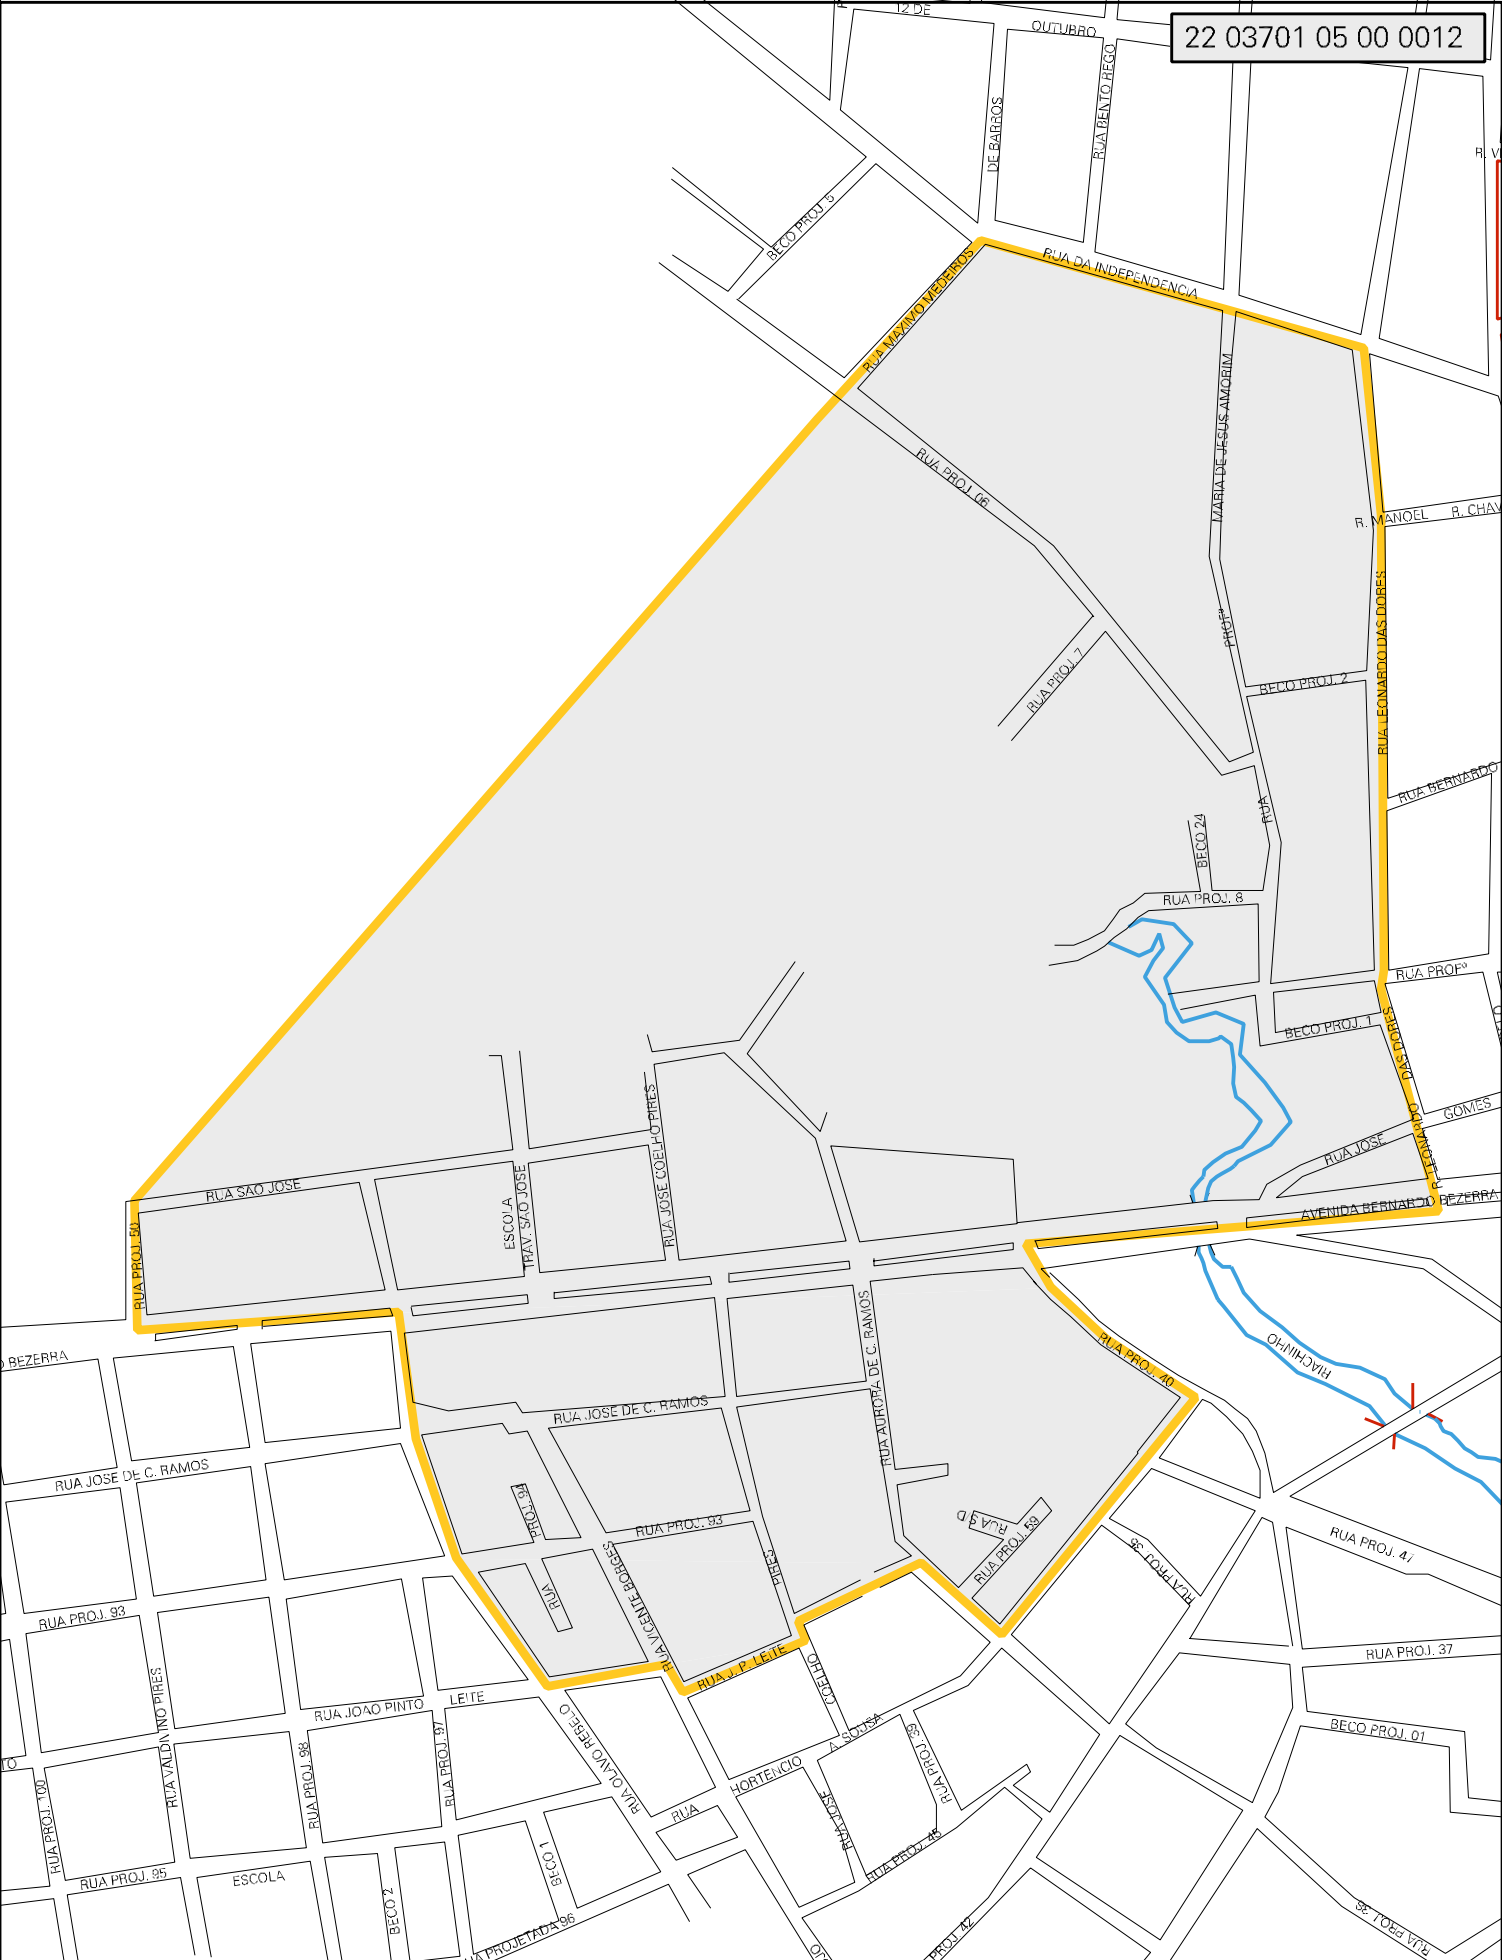 12 DE
OUTUBRO
22 03701 05 00 0012
DE BARROS
RUA BENTO REGO
BECO PROJ. 5
RUA MAXIMO MEDEIROS
RUA DA INDEPENDENCIA
MARIA DE JESUS AMORIM
RUA PROJ. 06
R. MANOEL
R. CHAV
RUA LEONARDO DAS DORES
PROFª
RUA PROJ. 7
BECO PROJ. 2
RUA BERNARDO
RUA
BECO 24
RUA PROJ. 8
RUA PROFº
BECO PROJ. 1
DAS DORES
R. LEONARDO
GOMES
RUA JOSE
AVENIDA BERNARDO BEZERRA
RUA SAO JOSE
ESCOLA
TRAV. SAO JOSE
RUA JOSE COELHO PIRES
RUA PROJ. 50
BEZERRA
RUA AURORA DE C. RAMOS
RUA PROJ. 40
RIACHINHO
RUA JOSE DE C. RAMOS
RUA JOSE DE C. RAMOS
PROJ. 94
RUA
RUA PROJ. 93
RUA S D
RUA PROJ. 59
RUA PROJ. 38
RUA PROJ. 47
RUA PROJ. 93
RUA VICENTE BORGES
PIRES
RUA J. P. LEITE
COELHO
RUA PROJ. 37
RUA VALDIVINO PIRES
RUA JOAO PINTO
LEITE
RUA PROJ. 98
RUA PROJ. 97
RUA OLAVO REBELO
RUA
HORTENCIO
A. SOUSA
RUA PROJ. 39
BECO PROJ. 01
TO
RUA PROJ. 100
RUA JOSE
RUA PROJ. 45
RUA PROJ. 95
ESCOLA
BECO 1
BECO 2
PROJETADA 96
PROJ. 42
RUA PROJ. 38